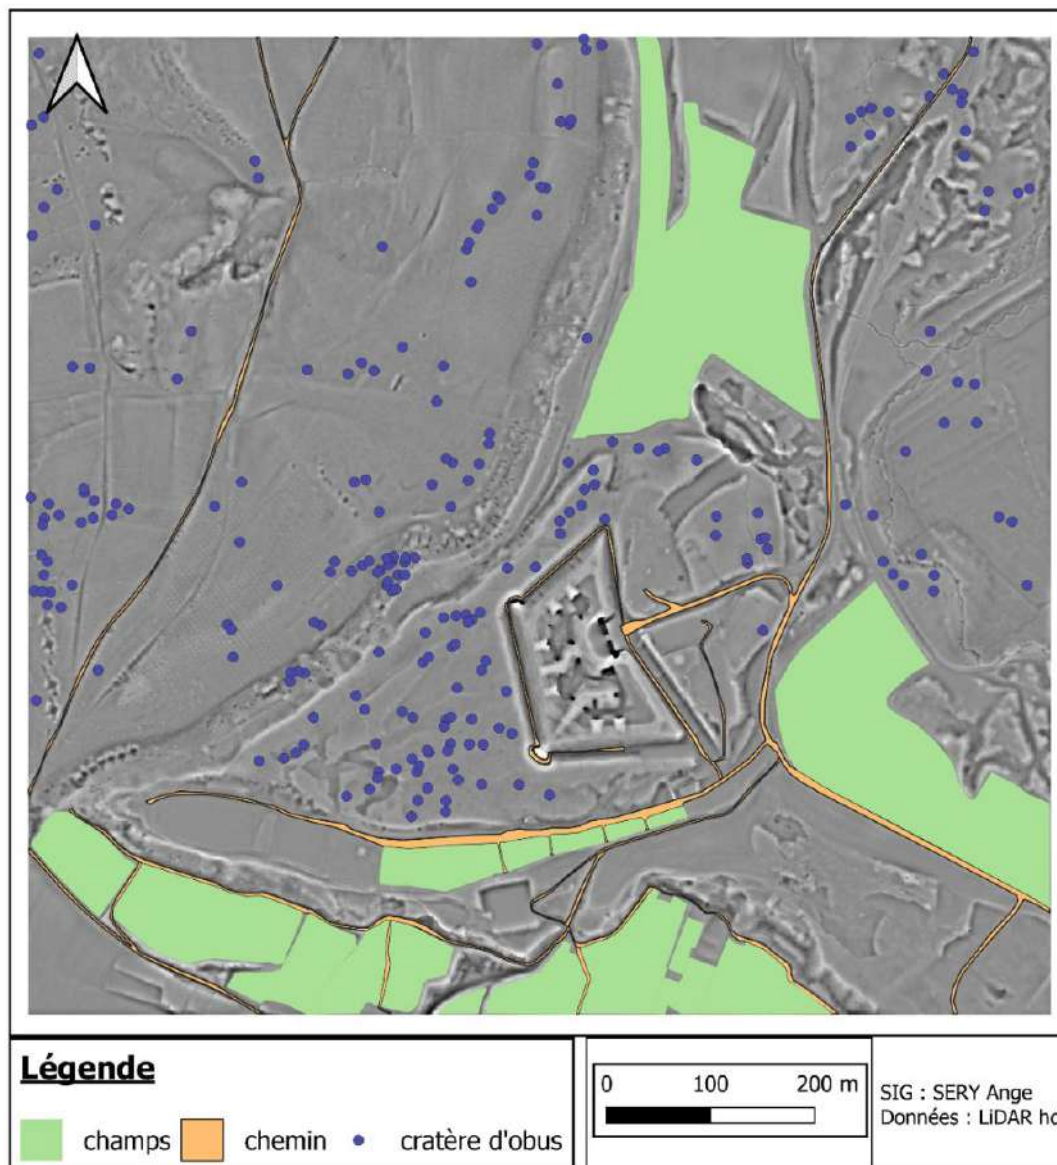 Légende
champs
chemin
cratère d'obus
0 100 200 m
SIG : SERY Ange
Données : LiDAR